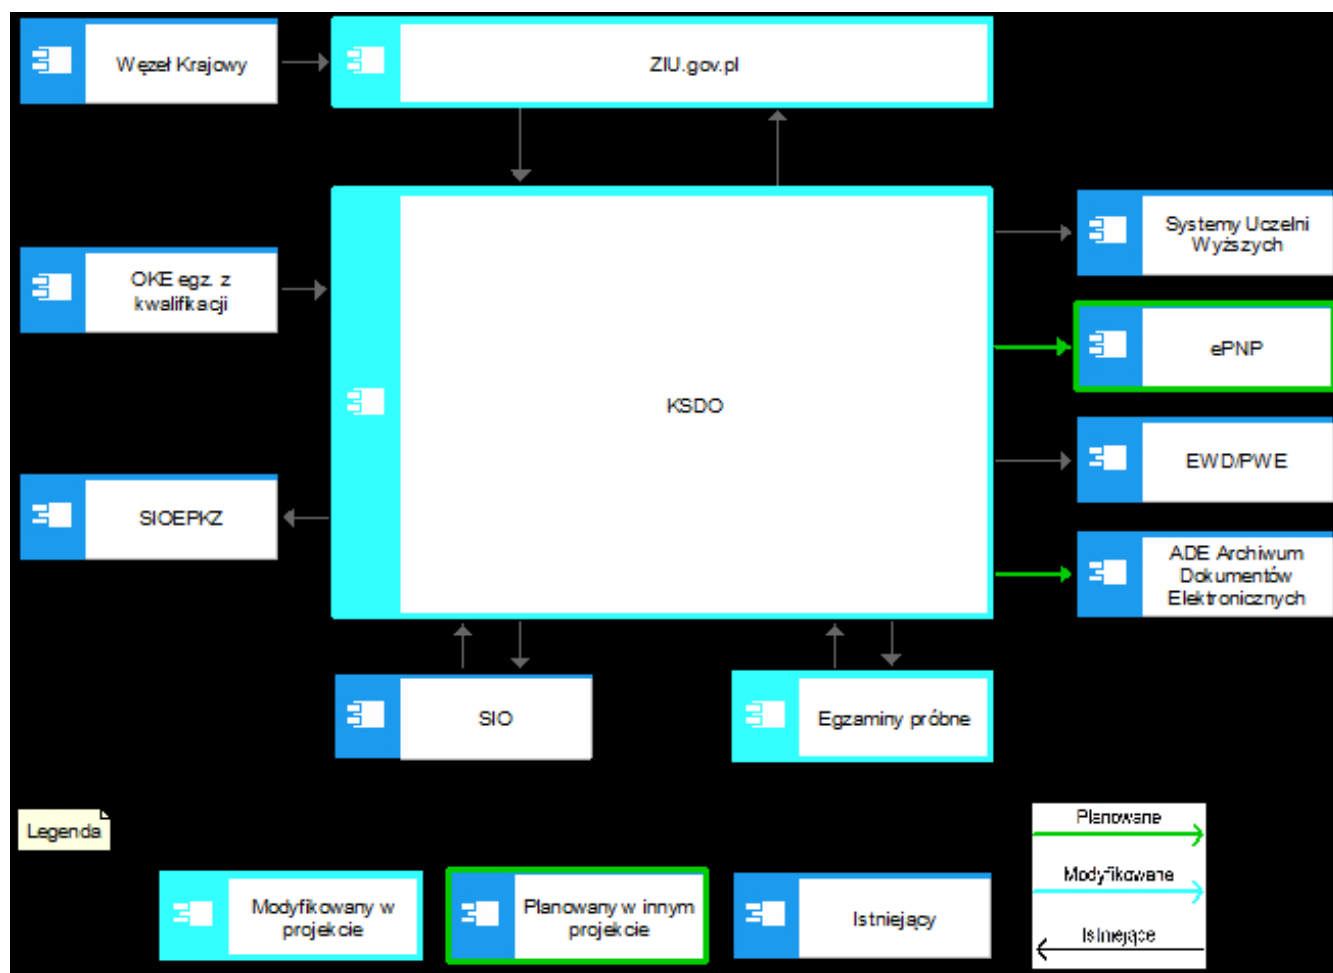 Węzeł Krajowy
ZIU.gov.pl
Systemy Uczelni
Wyższych
OKE egz. z
kwalifikacji
ePNP
KSDO
EWD/PWE
SIOEPKZ
ADE Archiwum
Dokumentów
Elektronicznych
SIO
Egzaminy próbne
Legenda
Planowane
Modyfikowane
Istniejące
Modyfikowany w
projekcie
Planowany w innym
projekcie
Istniejący